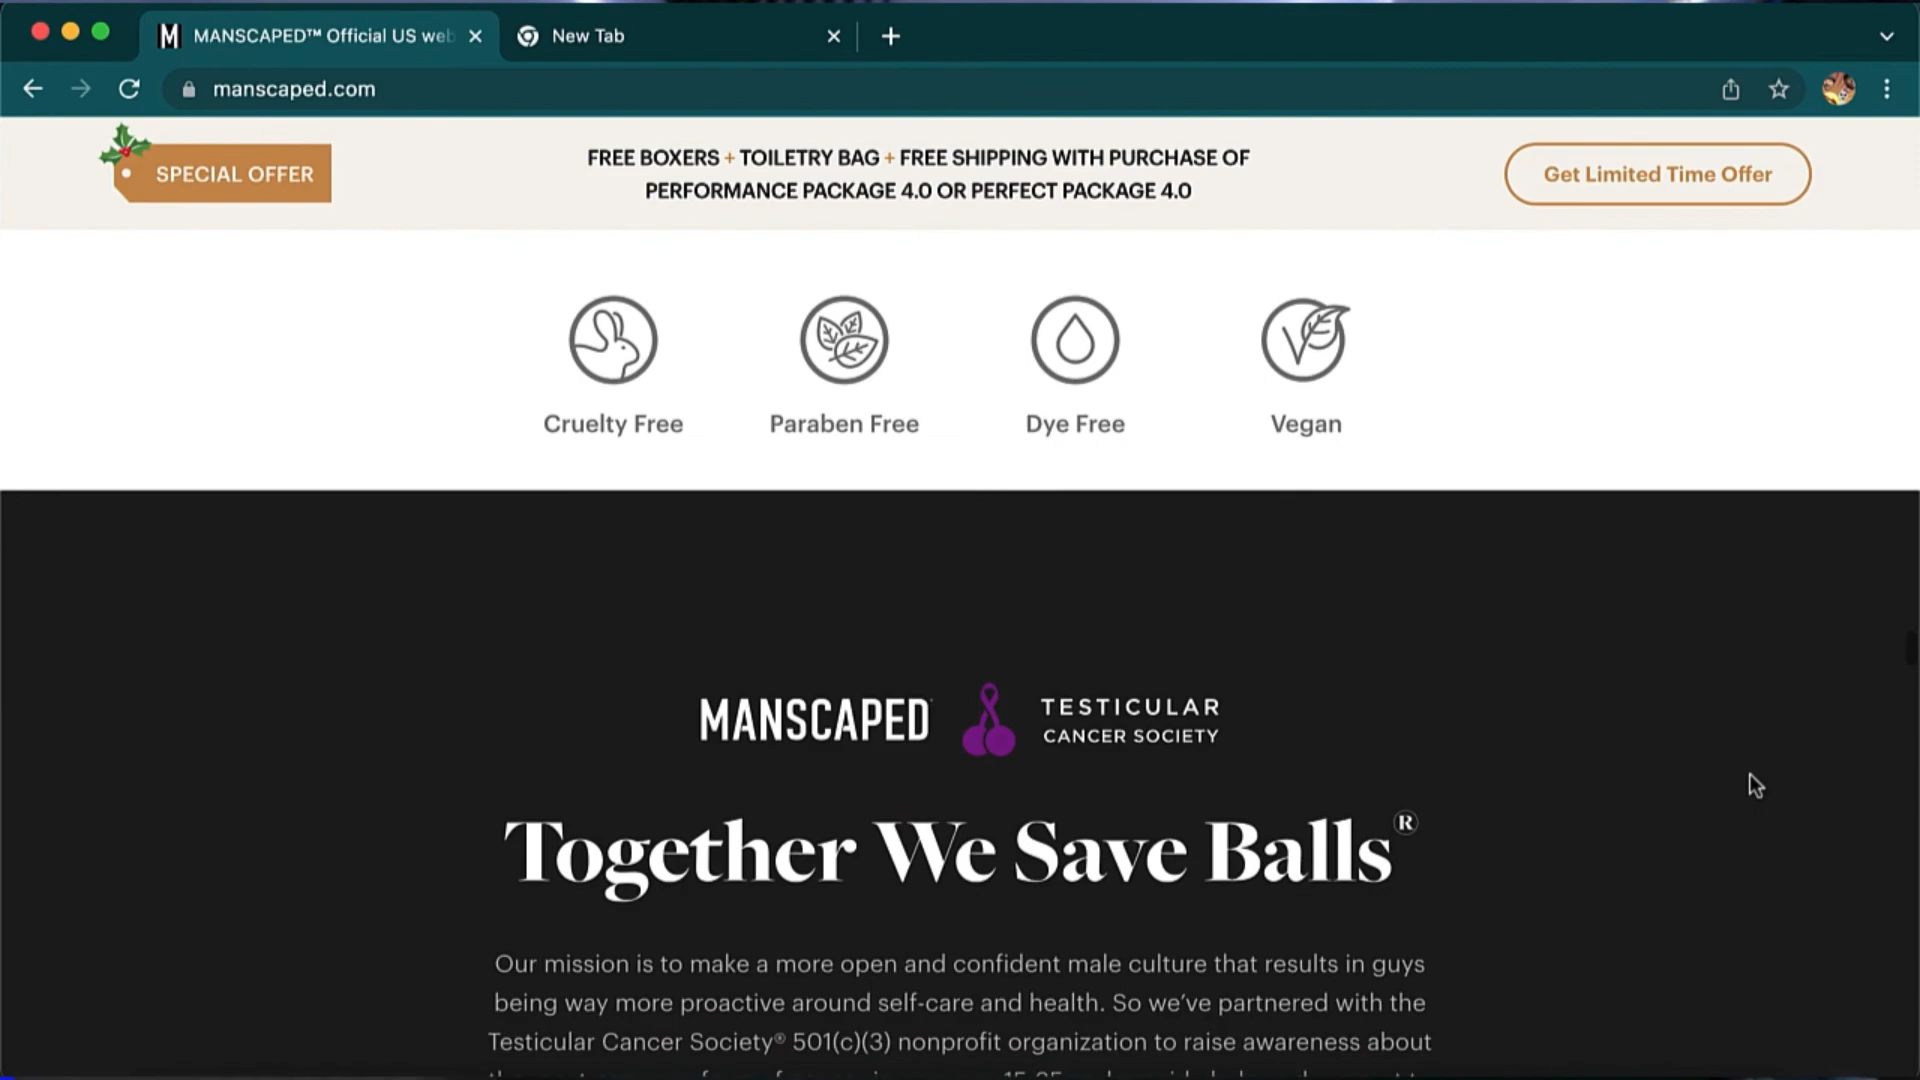 MANSCAPED™ Official US web
New Tab
manscaped.com
SPECIAL OFFER
FREE BOXERS + TOILETRY BAG + FREE SHIPPING WITH PURCHASE OF
PERFORMANCE PACKAGE 4.0 OR PERFECT PACKAGE 4.0
Get Limited Time Offer
Cruelty Free
Paraben Free
Dye Free
Vegan
MANSCAPED
TESTICULAR
CANCER SOCIETY
Together We Save Balls®
Our mission is to make a more open and confident male culture that results in guys
being way more proactive around self-care and health. So we've partnered with the
Testicular Cancer Society® 501(c)(3) nonprofit organization to raise awareness about